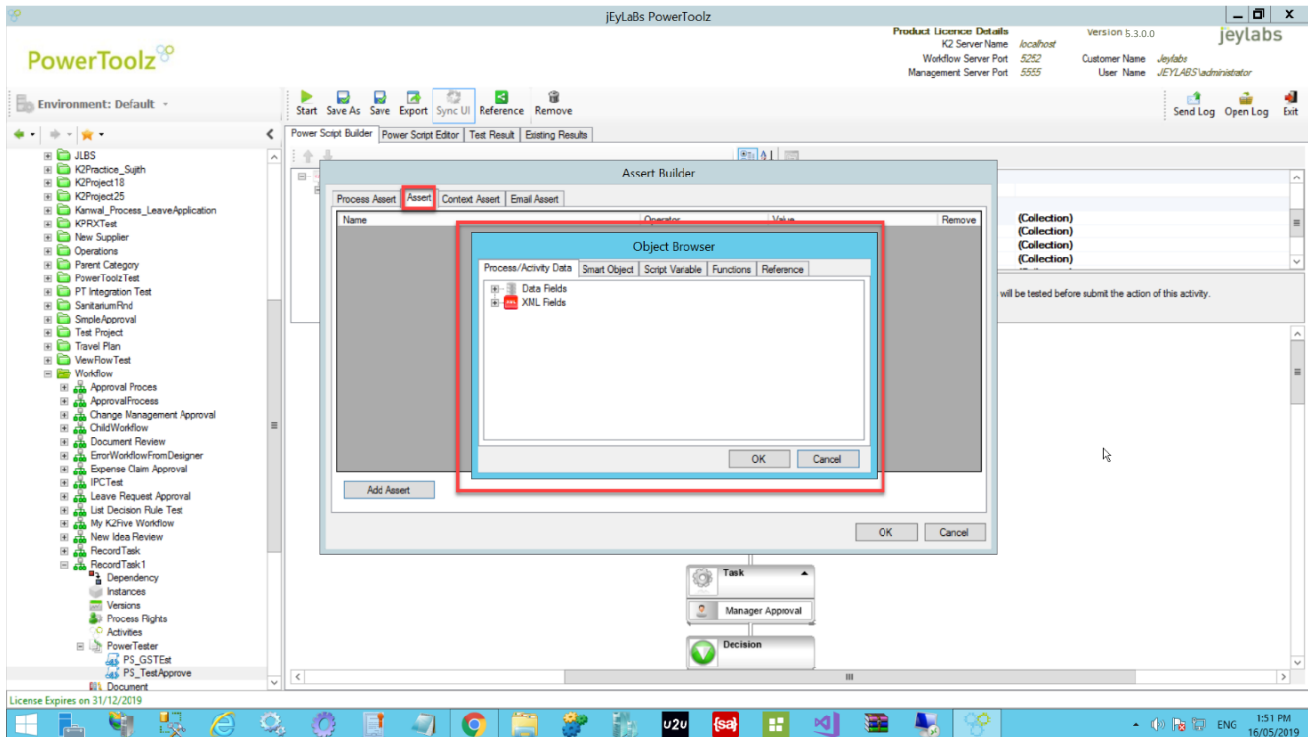 jEyLaBs PowerToolz
PowerToolz
Product Licence Details
K2 Server Name localhost
Workflow Server Port 5252
Management Server Port 5555
Version 5.3.0.0
Customer Name Jeylabs
User Name JEYLABS\administrator
jeylabs
Environment: Default
Start Save As Save Export Sync UI Reference Remove
Send Log Open Log Exit
Power Script Builder Power Script Editor Test Result Existing Results
JLBS
K2Practice_Sujith
K2Project18
K2Project25
Kanwal_Process_LeaveApplication
KPRXTest
New Supplier
Operations
Parent Category
PowerToolzTest
PT Integration Test
SanitariumRnd
SimpleApproval
Test Project
Travel Plan
ViewFlowTest
Workflow
Approval Proces
ApprovalProcess
Change Management Approval
ChildWorkflow
Document Review
ErrorWorkflowFromDesigner
Expense Claim Approval
IPCTest
Leave Request Approval
List Decision Rule Test
My K2Five Workflow
New Idea Review
RecordTask
RecordTask1
Dependency
Instances
Versions
Process Rights
Activities
PowerTester
PS_GSTEst
PS_TestApprove
Document
Assert Builder
Process Assert Assert Context Assert Email Assert
Name Operator Value Remove
Object Browser
Process/Activity Data Smart Object Script Variable Functions Reference
Data Fields
XML Fields
OK Cancel
Add Assert
OK Cancel
(Collection)
(Collection)
(Collection)
(Collection)
will be tested before submit the action of this activity.
Task
Manager Approval
Decision
License Expires on 31/12/2019
u2u
{sa}
ENG
1:51 PM
16/05/2019